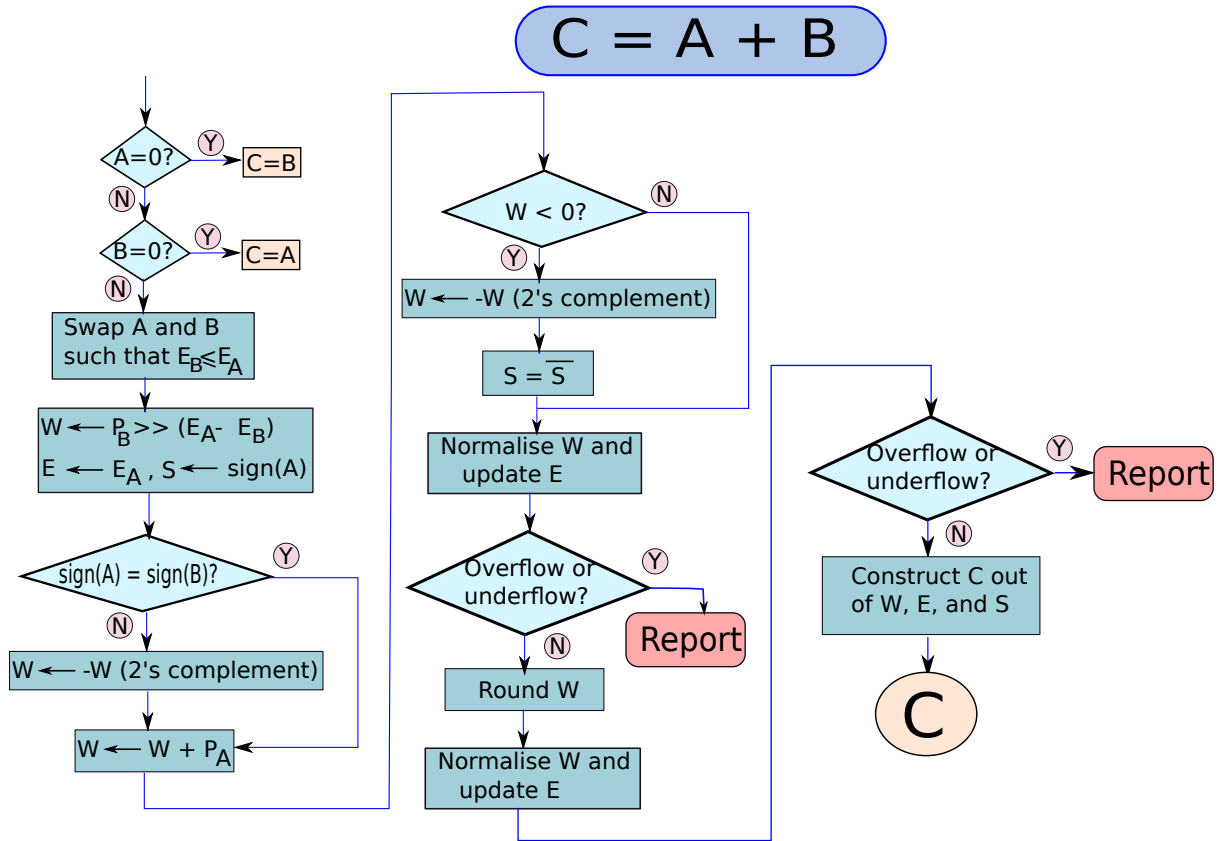 C = A + B
A=0?
Y
C=B
N
B=0?
Y
C=A
N
Swap A and B
such that E_B≤E_A
W ← P_B >> (E_A - E_B)
E ← E_A , S ← sign(A)
sign(A) = sign(B)?
Y
N
W ← -W (2's complement)
W ← W + P_A
W < 0?
N
Y
W ← -W (2's complement)
S = S̅
Normalise W and
update E
Overflow or
underflow?
Y
Report
N
Round W
Normalise W and
update E
Overflow or
underflow?
Y
Report
N
Construct C out
of W, E, and S
C